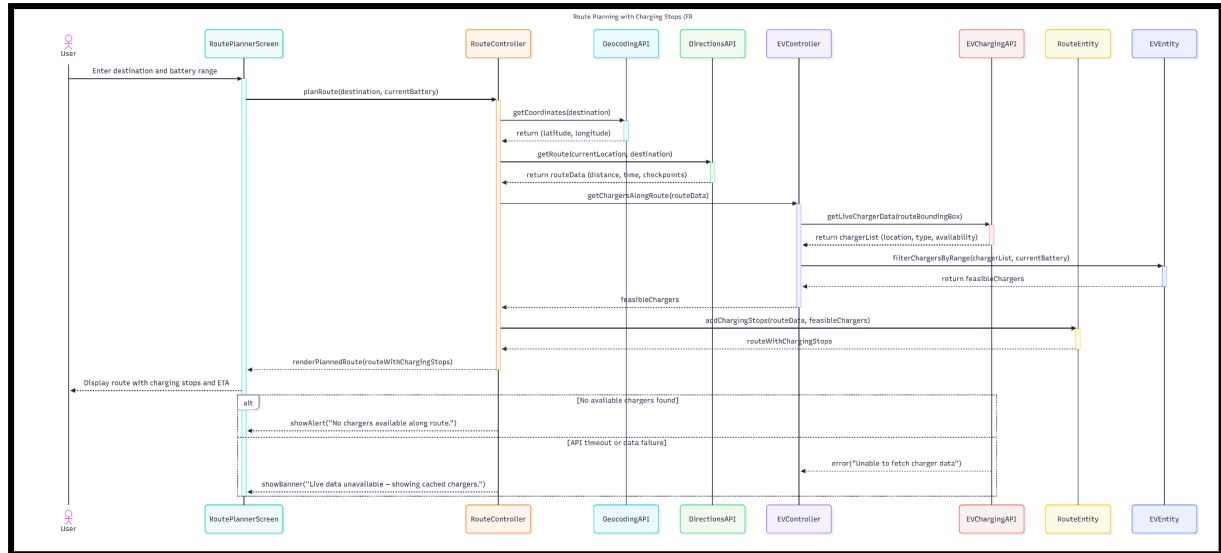 Route Planning with Charging Stops (FR
User
RoutePlannerScreen
RouteController
GeocodingAPI
DirectionsAPI
EVController
EVChargingAPI
RouteEntity
EVEntity
Enter destination and battery range
planRoute(destination, currentBattery)
getCoordinates(destination)
return (latitude, longitude)
getRoute(currentLocation, destination)
return routeData (distance, time, checkpoints)
getChargersAlongRoute(routeData)
getLiveChargerData(routeBoundingBox)
return chargerList (location, type, availability)
filterChargersByRange(chargerList, currentBattery)
return feasibleChargers
feasibleChargers
addChargingStops(routeData, feasibleChargers)
routeWithChargingStops
renderPlannedRoute(routeWithChargingStops)
Display route with charging stops and ETA
alt
[No available chargers found]
showAlert("No chargers available along route.")
[API timeout or data failure]
error("Unable to fetch charger data")
showBanner("Live data unavailable — showing cached chargers.")
User
RoutePlannerScreen
RouteController
GeocodingAPI
DirectionsAPI
EVController
EVChargingAPI
RouteEntity
EVEntity